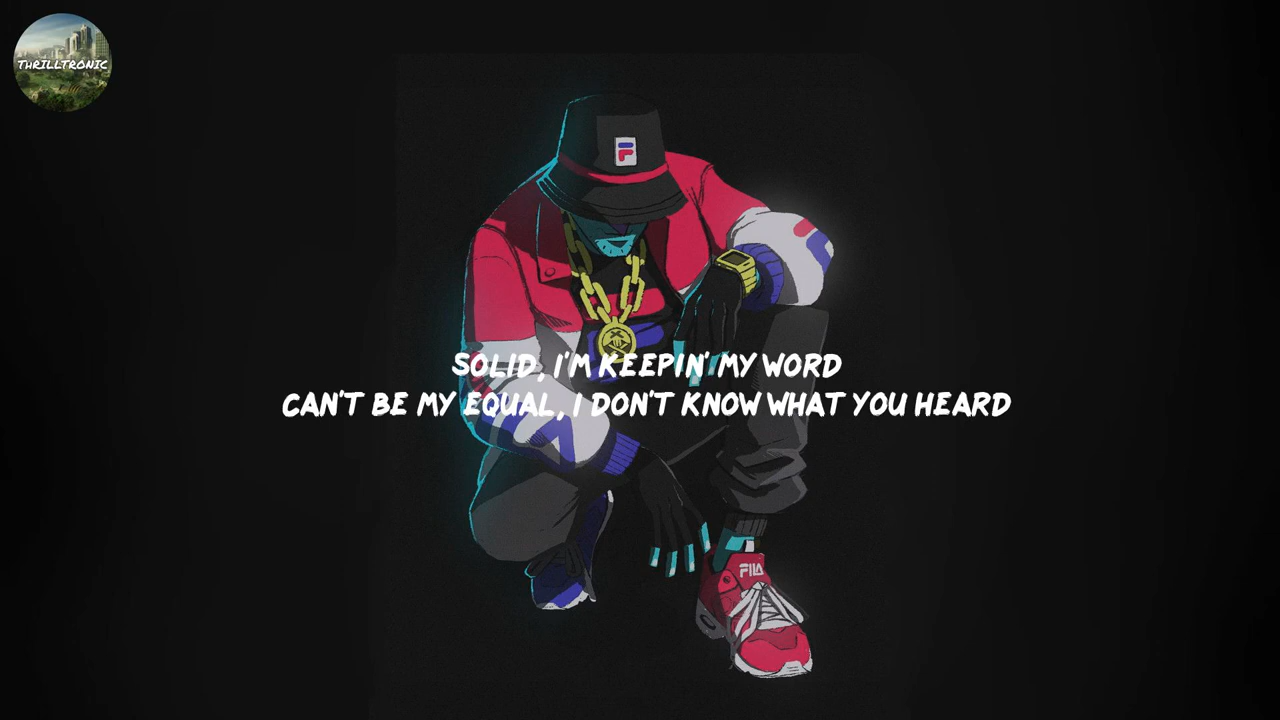 THRILLTRONIC
SOLID, I'M KEEPIN' MY WORD
CAN'T BE MY EQUAL, I DON'T KNOW WHAT YOU HEARD
FILA